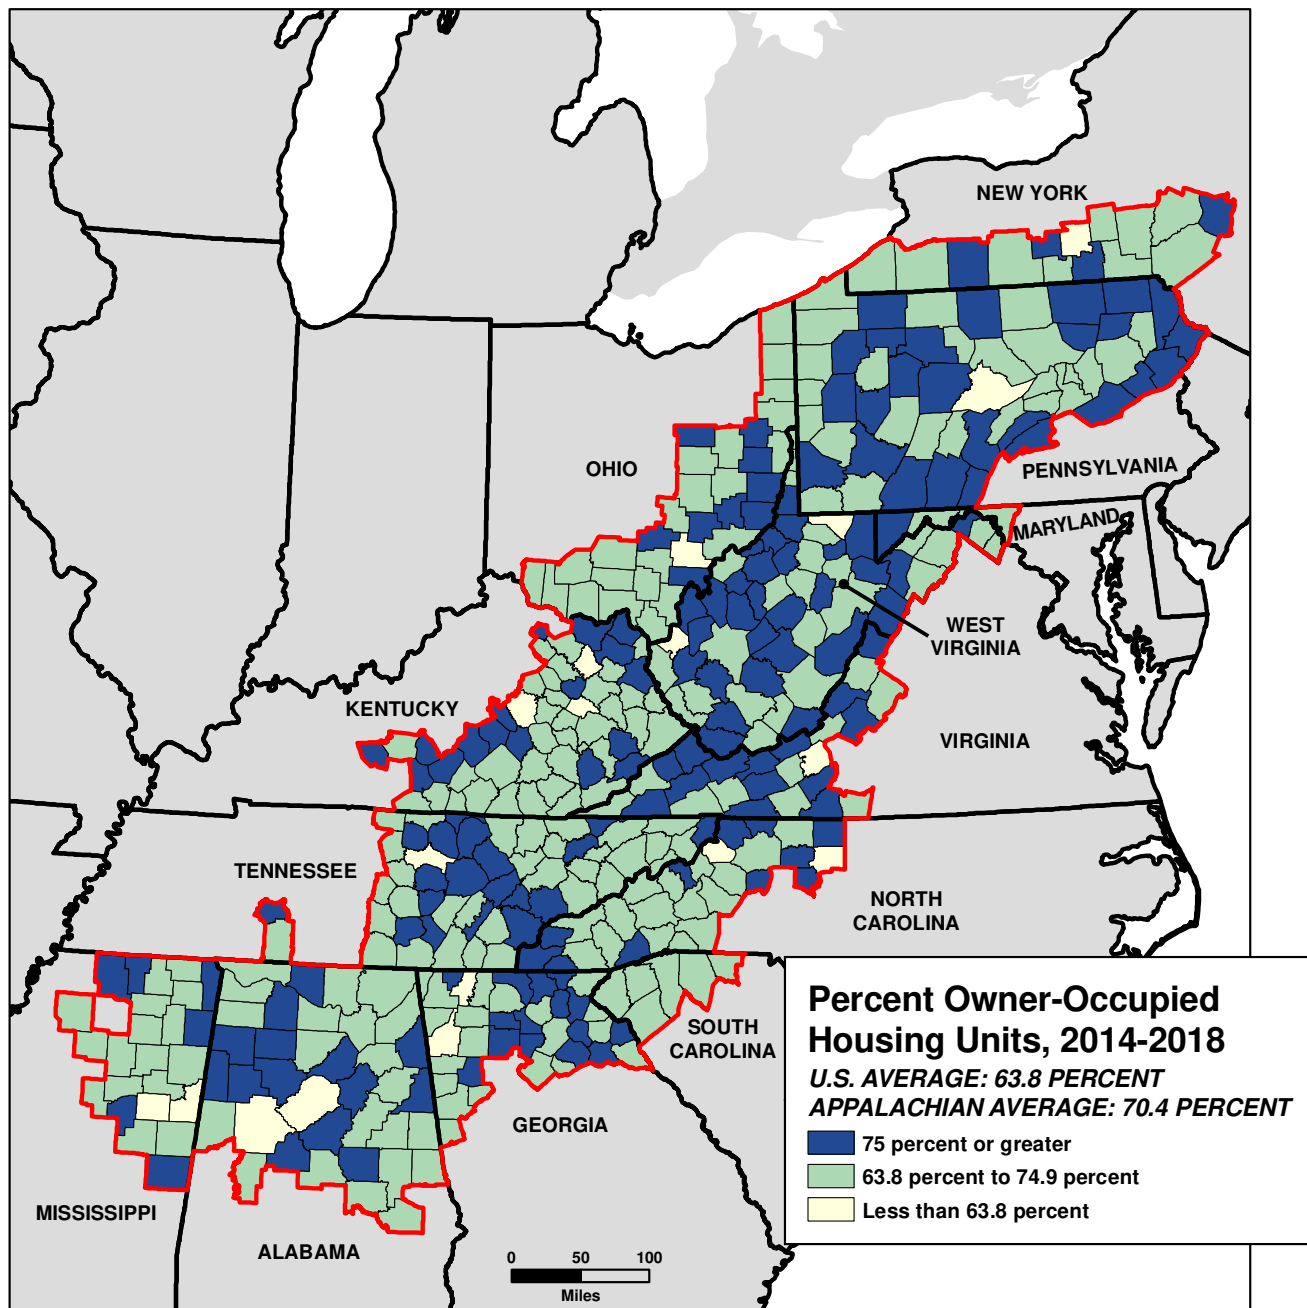 NEW YORK
OHIO
PENNSYLVANIA
MARYLAND
WEST
VIRGINIA
KENTUCKY
VIRGINIA
TENNESSEE
NORTH
CAROLINA
SOUTH
CAROLINA
GEORGIA
MISSISSIPPI
ALABAMA
Percent Owner-Occupied
Housing Units, 2014-2018
U.S. AVERAGE: 63.8 PERCENT
APPALACHIAN AVERAGE: 70.4 PERCENT
75 percent or greater
63.8 percent to 74.9 percent
Less than 63.8 percent
0 50 100
Miles